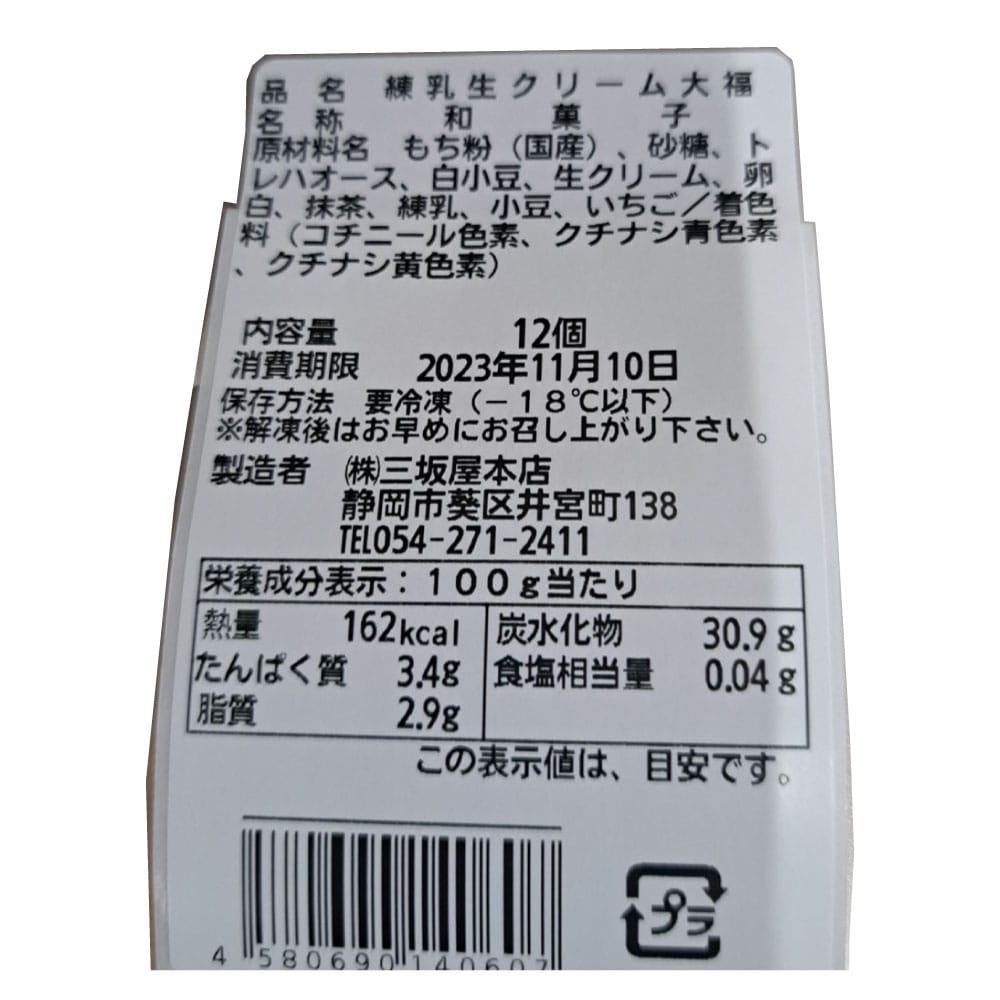 品名 練乳生クリーム大福
名称 和菓子
原材料名 もち粉（国産）、砂糖、ト
レハオース、白小豆、生クリーム、卵
白、抹茶、練乳、小豆、いちご／着色
料（コチニール色素、クチナシ青色素
、クチナシ黄色素）
内容量 12個
消費期限 2023年11月10日
保存方法 要冷凍（－１８℃以下）
※解凍後はお早めにお召し上がり下さい。
製造者 ㈱三坂屋本店
静岡市葵区井宮町138
TEL054-271-2411
栄養成分表示：１００ｇ当たり
熱量 162kcal 炭水化物 30.9g
たんぱく質 3.4g 食塩相当量 0.04g
脂質 2.9g
この表示値は、目安です。
プラ
4 580690 140607